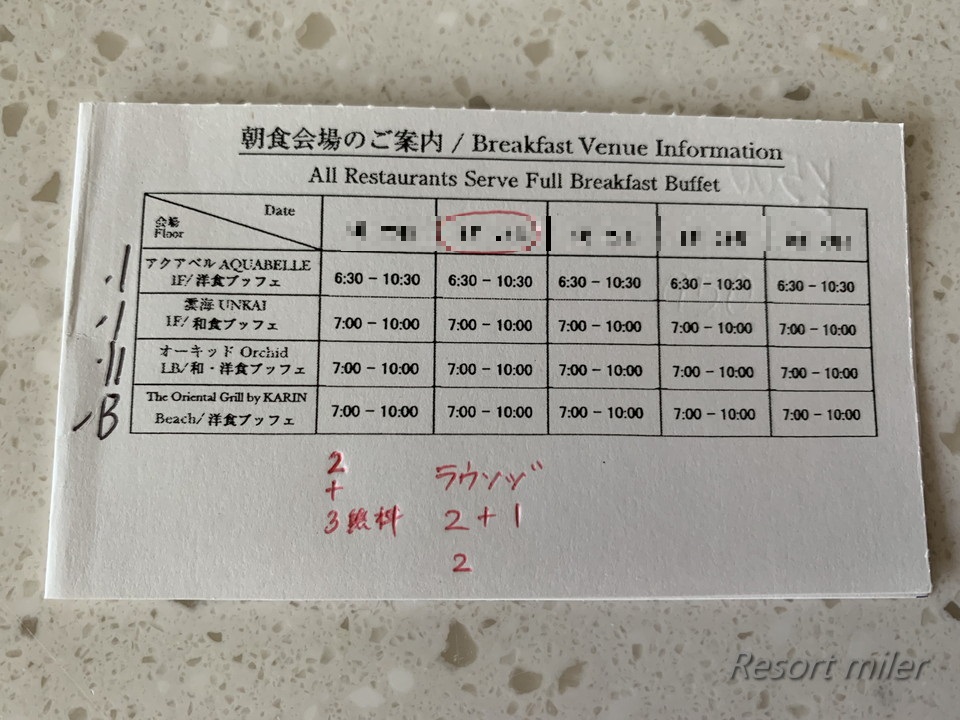 朝食会場のご案内 / Breakfast Venue Information
All Restaurants Serve Full Breakfast Buffet
Date
会場
Floor
アクアベル AQUABELLE
1F/ 洋食ブッフェ
6:30 – 10:30 6:30 – 10:30 6:30 – 10:30 6:30 – 10:30 6:30 – 10:30
雲海 UNKAI
1F/ 和食ブッフェ
7:00 – 10:00 7:00 – 10:00 7:00 – 10:00 7:00 – 10:00 7:00 – 10:00
オーキッド Orchid
LB/和・洋食ブッフェ
7:00 – 10:00 7:00 – 10:00 7:00 – 10:00 7:00 – 10:00 7:00 – 10:00
The Oriental Grill by KARIN
Beach/ 洋食ブッフェ
7:00 – 10:00 7:00 – 10:00 7:00 – 10:00 7:00 – 10:00 7:00 – 10:00
B
2
+
3無料
ラウンジ
2 + 1
2
Resort miler